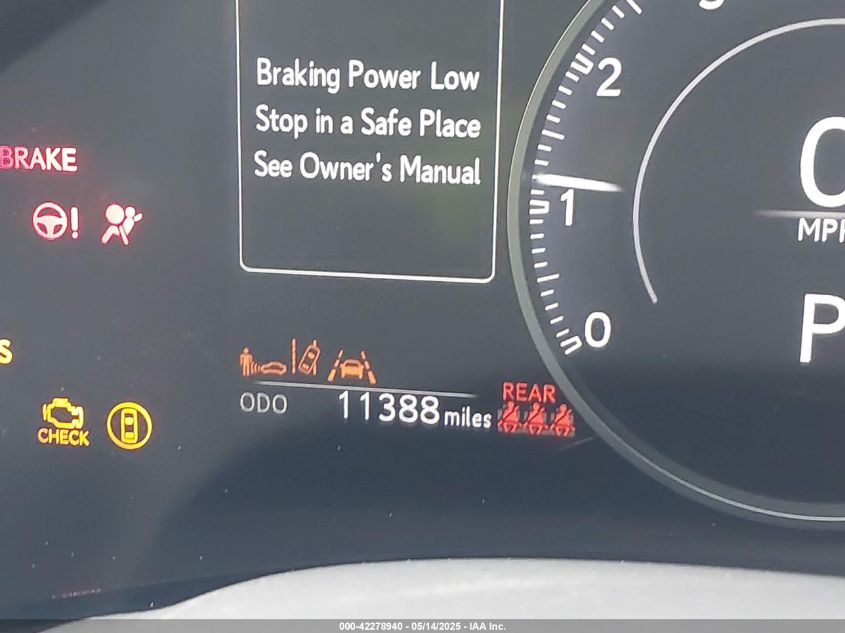 Braking Power Low
Stop in a Safe Place
See Owner's Manual
BRAKE
!
2
1
0
0
MPH
P
S
CHECK
ODO 11388 miles
REAR
000-42278940 - 05/14/2025 - IAA Inc.